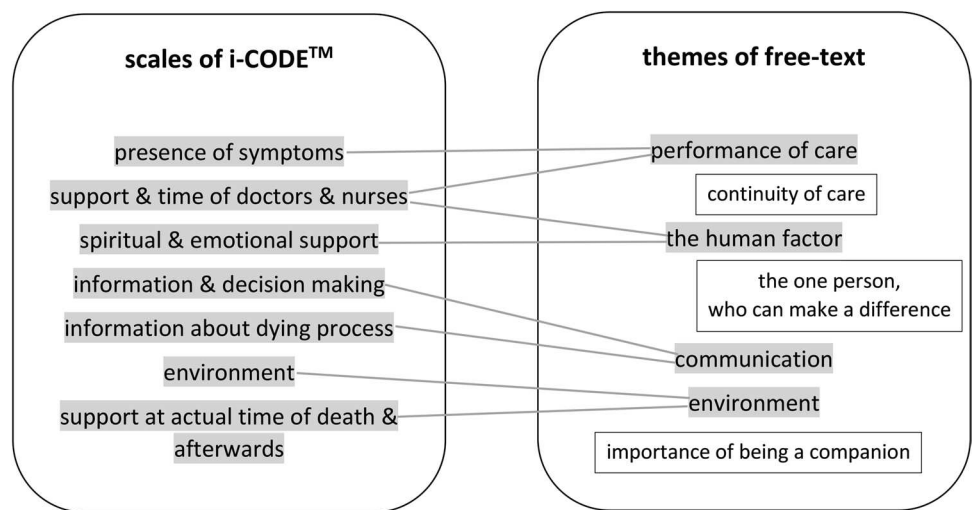 scales of i-CODE™
presence of symptoms
support & time of doctors & nurses
spiritual & emotional support
information & decision making
information about dying process
environment
support at actual time of death &
afterwards
themes of free-text
performance of care
continuity of care
the human factor
the one person,
who can make a difference
communication
environment
importance of being a companion